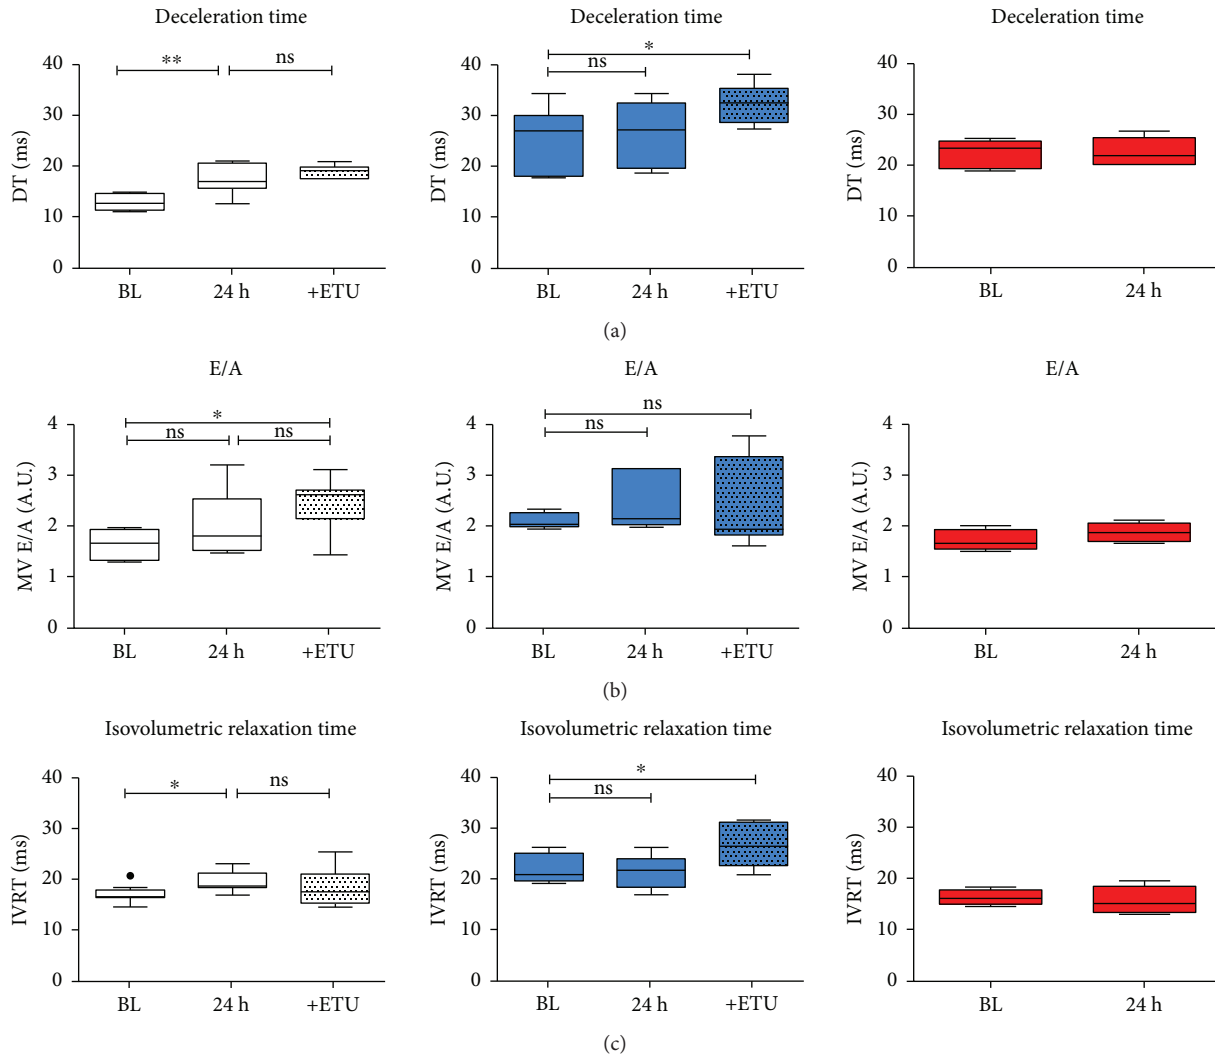 Deceleration time
Deceleration time
Deceleration time
40
30
20
10
0
DT (ms)
**
ns
BL
24 h
+ETU
40
30
20
10
0
DT (ms)
*
ns
BL
24 h
+ETU
40
30
20
10
0
DT (ms)
BL
24 h
(a)
E/A
E/A
E/A
4
3
2
1
0
MV E/A (A.U.)
*
ns
ns
BL
24 h
+ETU
4
3
2
1
0
MV E/A (A.U.)
ns
ns
BL
24 h
+ETU
4
3
2
1
0
MV E/A (A.U.)
BL
24 h
(b)
Isovolumetric relaxation time
Isovolumetric relaxation time
Isovolumetric relaxation time
40
30
20
10
0
IVRT (ms)
*
ns
BL
24 h
+ETU
40
30
20
10
0
IVRT (ms)
*
ns
BL
24 h
+ETU
40
30
20
10
0
IVRT (ms)
BL
24 h
(c)